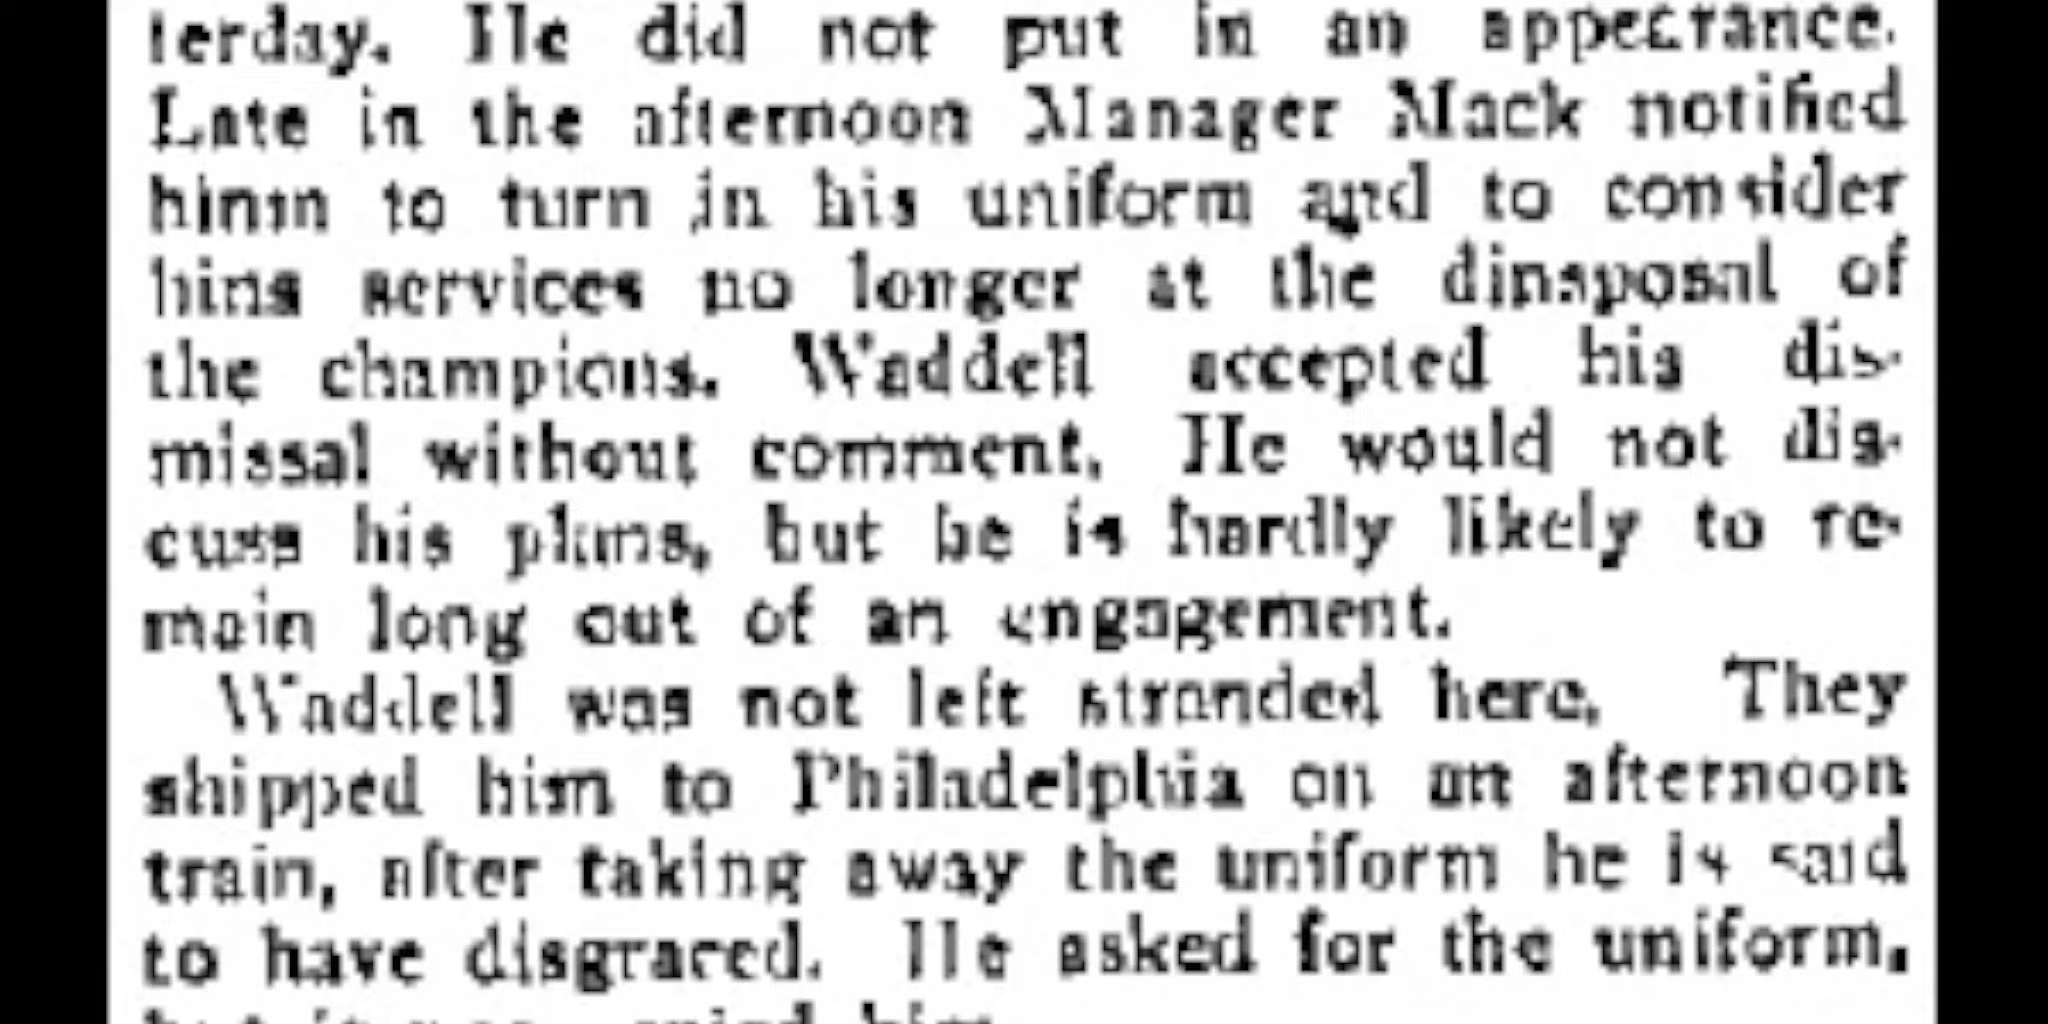 terday. He did not put in an appearance.
Late in the afternoon Manager Mack notified
hinm to turn in his uniform and to consider
hins services no longer at the dinsposal of
the champions. Waddell accepted his dis-
missal without comment. He would not dis-
cuss his plans, but he is hardly likely to re-
main long out of an engagement.
Waddell was not left stranded here. They
shipped him to Philadelphia on an afternoon
train, after taking away the uniform he is said
to have disgraced. He asked for the uniform,
him.